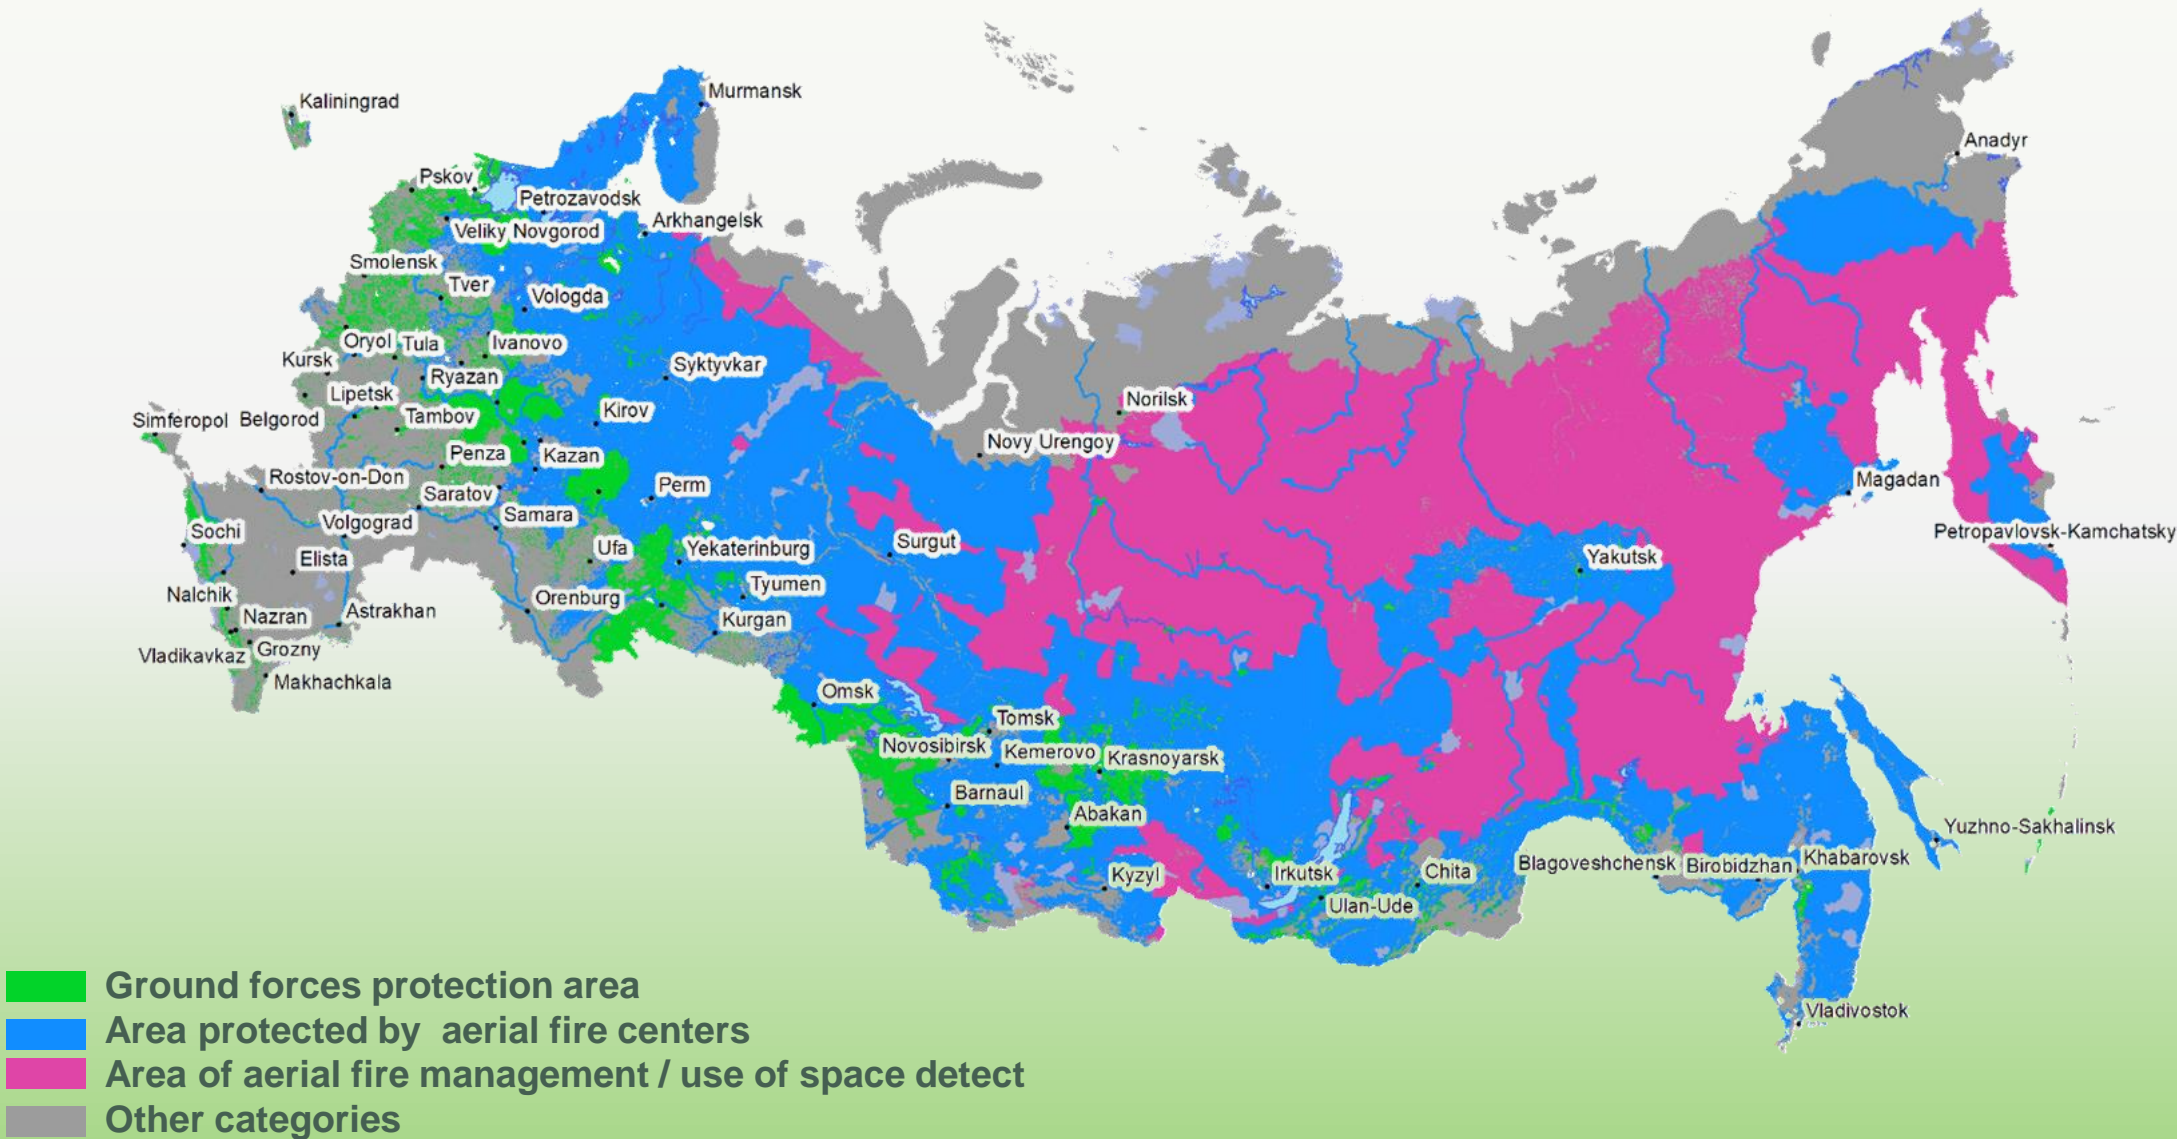 Kaliningrad
Murmansk
Anadyr
Pskov
Petrozavodsk
Arkhangelsk
Veliky Novgorod
Smolensk
Tver
Vologda
Oryol
Tula
Ivanovo
Kursk
Ryazan
Syktyvkar
Lipetsk
Norilsk
Simferopol
Belgorod
Tambov
Kirov
Novy Urengoy
Penza
Kazan
Rostov-on-Don
Saratov
Perm
Magadan
Sochi
Volgograd
Samara
Petropavlovsk-Kamchatsky
Elista
Ufa
Yekaterinburg
Surgut
Yakutsk
Tyumen
Nalchik
Nazran
Astrakhan
Orenburg
Kurgan
Vladikavkaz
Grozny
Makhachkala
Omsk
Tomsk
Novosibirsk
Kemerovo
Krasnoyarsk
Barnaul
Abakan
Yuzhno-Sakhalinsk
Kyzyl
Irkutsk
Chita
Blagoveshchensk
Birobidzhan
Khabarovsk
Ulan-Ude
Vladivostok
Ground forces protection area
Area protected by aerial fire centers
Area of aerial fire management / use of space detect
Other categories